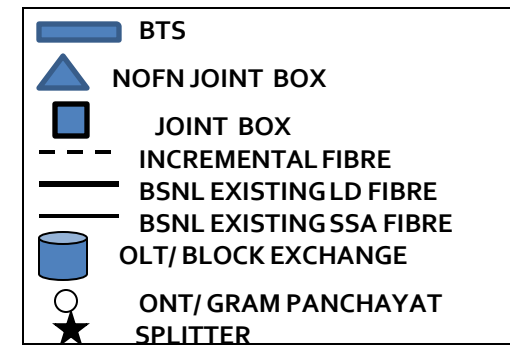 BTS
NOFN JOINT BOX
JOINT BOX
INCREMENTAL FIBRE
BSNL EXISTING LD FIBRE
BSNL EXISTING SSA FIBRE
OLT/ BLOCK EXCHANGE
ONT/ GRAM PANCHAYAT
SPLITTER